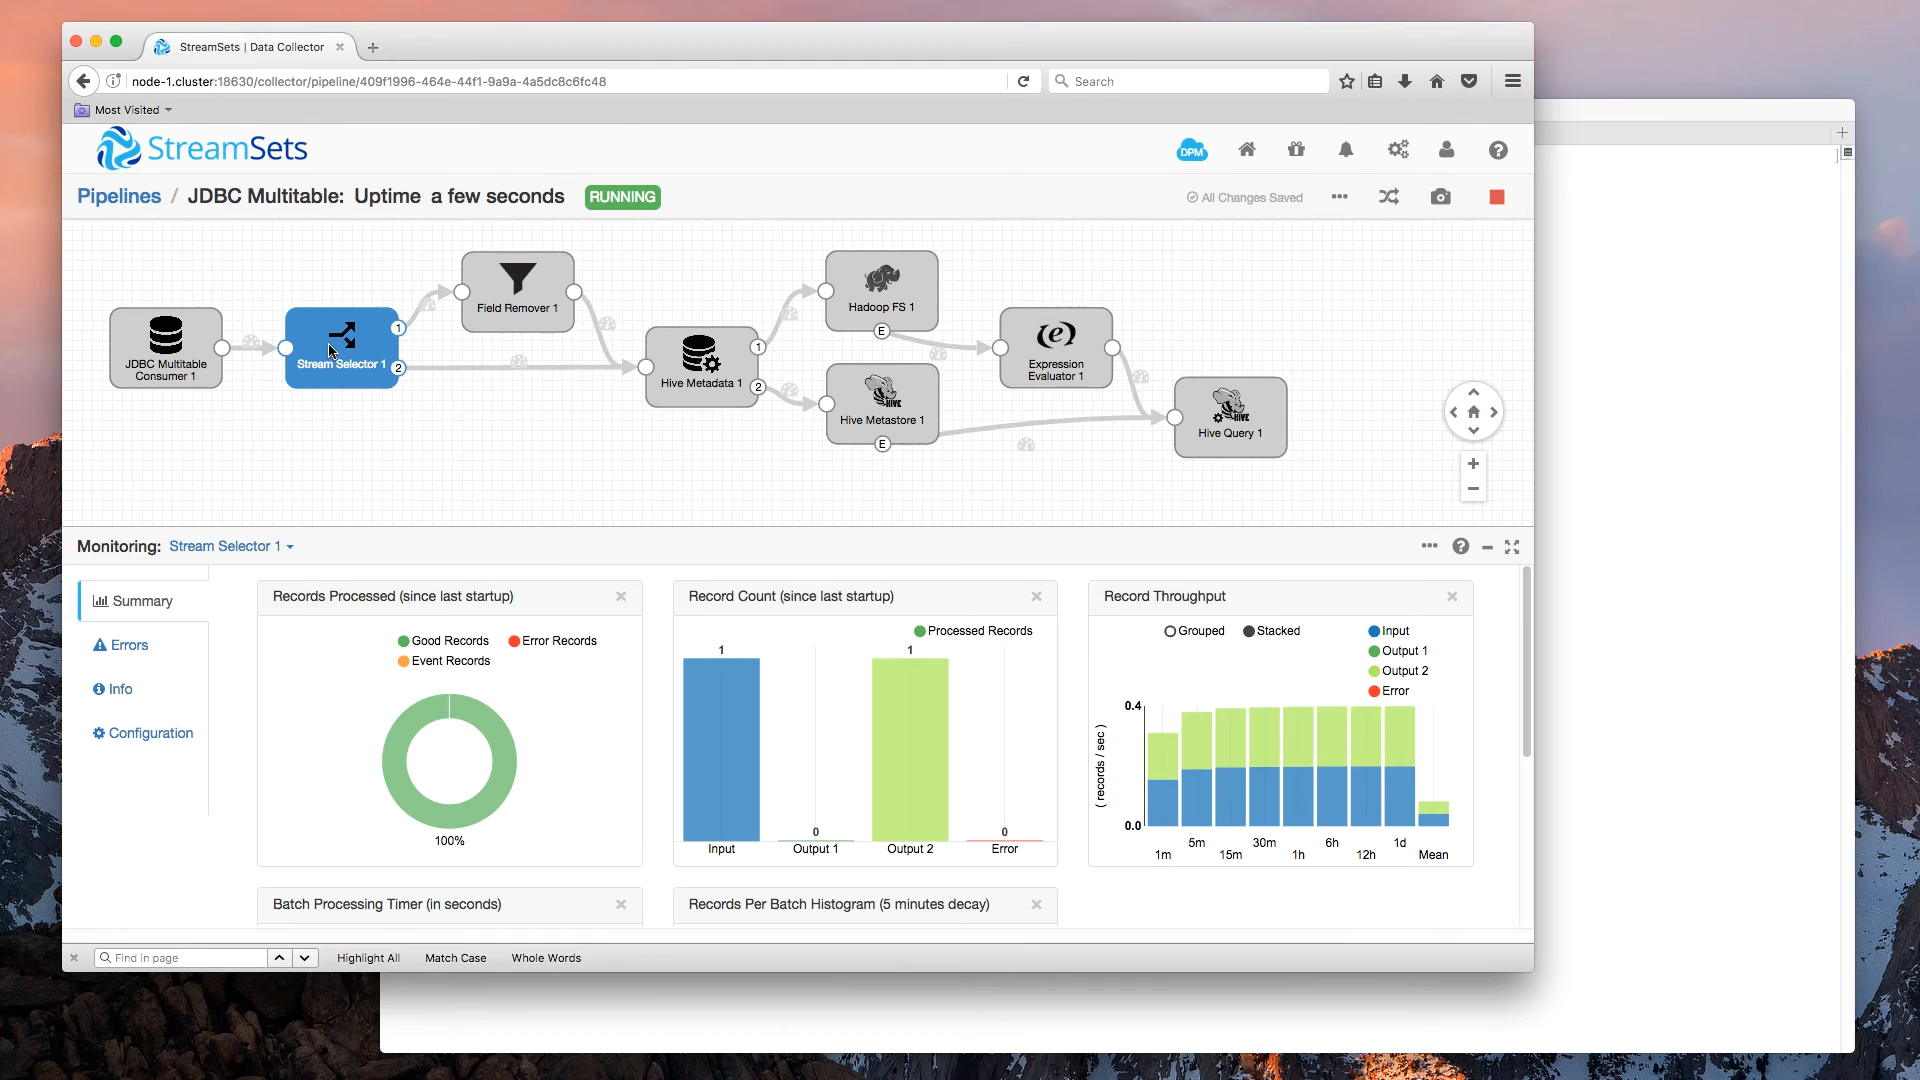 StreamSets | Data Collector
node-1.cluster:18630/collector/pipeline/409f1996-464e-44f1-9a9a-4a5dc8c6fc48
Search
Most Visited
StreamSets
DPM
Pipelines / JDBC Multitable: Uptime a few seconds RUNNING
All Changes Saved
JDBC Multitable
Consumer 1
Stream Selector 1
1
2
Field Remover 1
Hive Metadata 1
1
2
Hadoop FS 1
E
HIVE
Hive Metastore 1
E
(e)
Expression
Evaluator 1
HIVE
Hive Query 1
Monitoring: Stream Selector 1
Summary
Errors
Info
Configuration
Records Processed (since last startup)
Good Records
Error Records
Event Records
100%
Record Count (since last startup)
Processed Records
1
0
1
0
Input
Output 1
Output 2
Error
Record Throughput
Grouped
Stacked
Input
Output 1
Output 2
Error
0.4
( records / sec )
0.0
1m
5m
15m
30m
1h
6h
12h
1d
Mean
Batch Processing Timer (in seconds)
Records Per Batch Histogram (5 minutes decay)
Find in page
Highlight All
Match Case
Whole Words